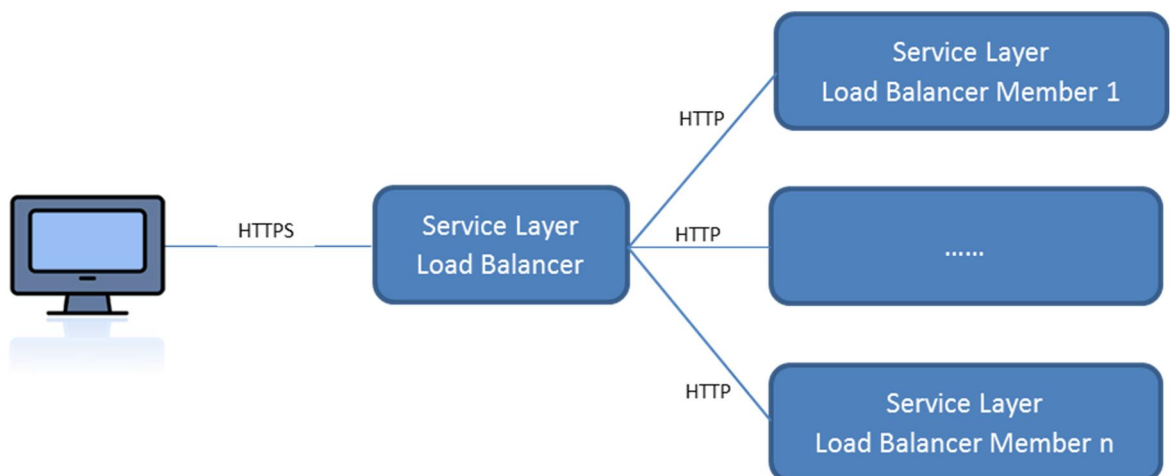 Service Layer
Load Balancer Member 1
HTTP
HTTPS
Service Layer
Load Balancer
HTTP
......
HTTP
Service Layer
Load Balancer Member n